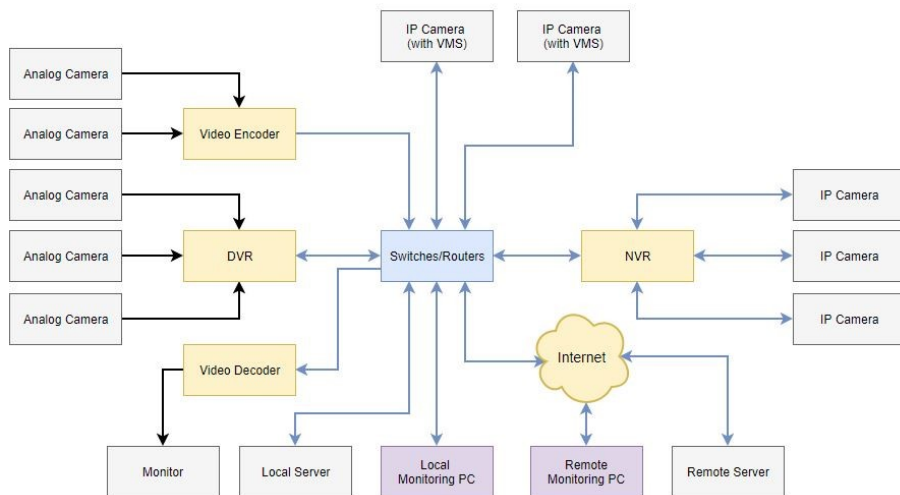 IP Camera
(with VMS)
IP Camera
(with VMS)
Analog Camera
Analog Camera
Video Encoder
Analog Camera
IP Camera
Analog Camera
DVR
Switches/Routers
NVR
IP Camera
Analog Camera
IP Camera
Video Decoder
Internet
Monitor
Local Server
Local
Monitoring PC
Remote
Monitoring PC
Remote Server